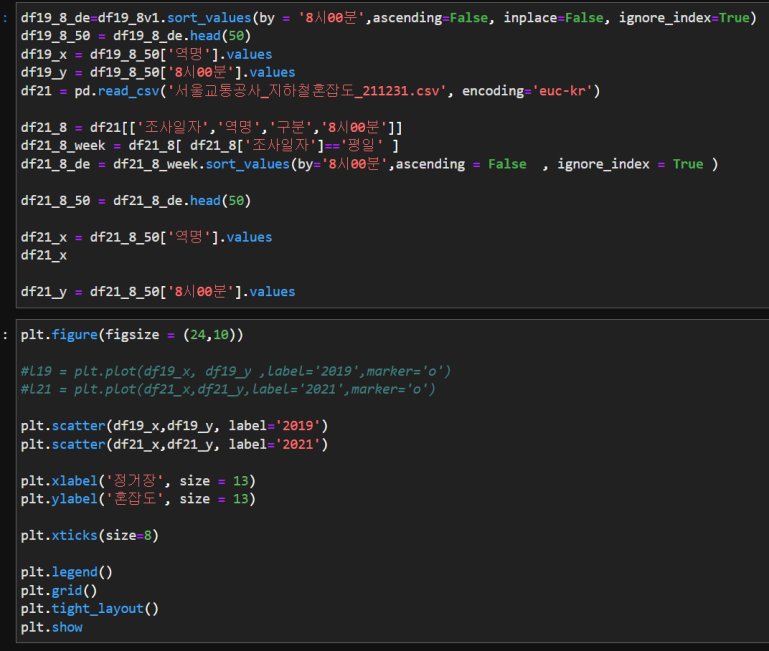 : df19_8_de=df19_8v1.sort_values(by = '8시00분',ascending=False, inplace=False, ignore_index=True)
df19_8_50 = df19_8_de.head(50)
df19_x = df19_8_50['역명'].values
df19_y = df19_8_50['8시00분'].values
df21 = pd.read_csv('서울교통공사_지하철혼잡도_211231.csv', encoding='euc-kr')
df21_8 = df21[['조사일자','역명','구분','8시00분']]
df21_8_week = df21_8[ df21_8['조사일자']=='평일' ]
df21_8_de = df21_8_week.sort_values(by='8시00분',ascending = False  , ignore_index = True )
df21_8_50 = df21_8_de.head(50)
df21_x = df21_8_50['역명'].values
df21_x
df21_y = df21_8_50['8시00분'].values
: plt.figure(figsize = (24,10))
#l19 = plt.plot(df19_x, df19_y ,label='2019',marker='o')
#l21 = plt.plot(df21_x,df21_y,label='2021',marker='o')
plt.scatter(df19_x,df19_y, label='2019')
plt.scatter(df21_x,df21_y, label='2021')
plt.xlabel('정거장', size = 13)
plt.ylabel('혼잡도', size = 13)
plt.xticks(size=8)
plt.legend()
plt.grid()
plt.tight_layout()
plt.show